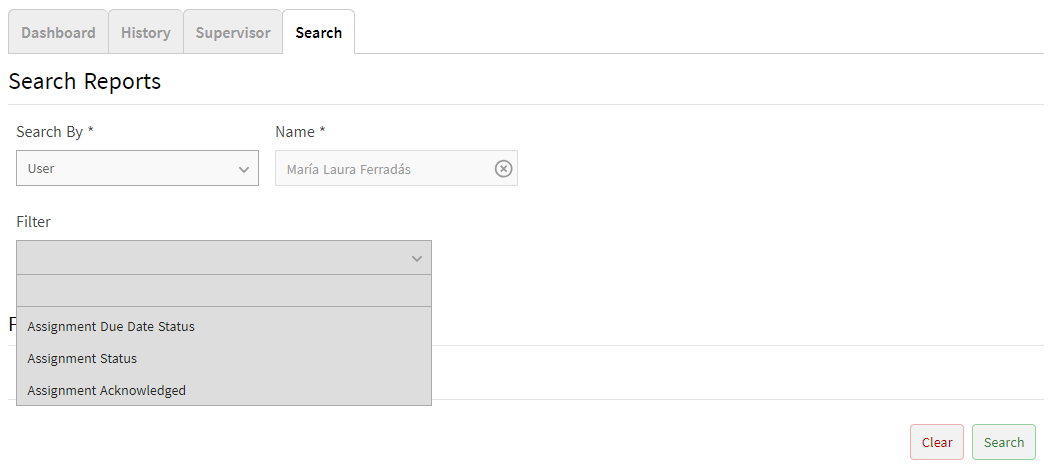 Dashboard History Supervisor Search
Search Reports
Search By * Name *
User María Laura Ferradás
Filter
Assignment Due Date Status
Assignment Status
Assignment Acknowledged
Clear Search